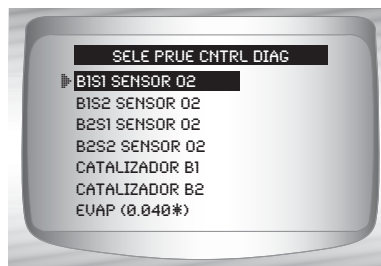 SELE PRUE CNTRL DIAG
B1S1 SENSOR O2
B1S2 SENSOR O2
B2S1 SENSOR O2
B2S2 SENSOR O2
CATALIZADOR B1
CATALIZADOR B2
EVAP (0.040*)